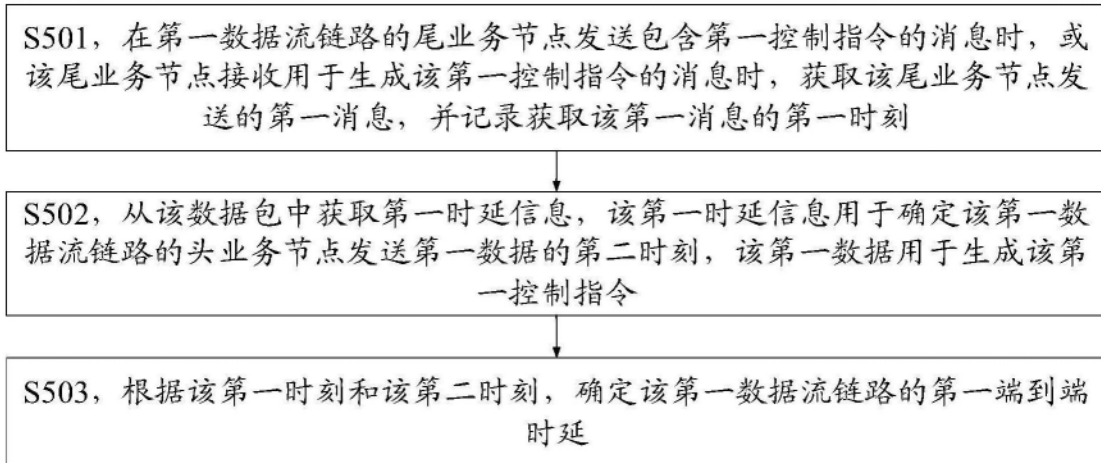 S501，在第一数据流链路的尾业务节点发送包含第一控制指令的消息时，或
该尾业务节点接收用于生成该第一控制指令的消息时，获取该尾业务节点发
送的第一消息，并记录获取该第一消息的第一时刻
S502，从该数据包中获取第一时延信息，该第一时延信息用于确定该第一数
据流链路的头业务节点发送第一数据的第二时刻，该第一数据用于生成该第
一控制指令
S503，根据该第一时刻和该第二时刻，确定该第一数据流链路的第一端到端
时延